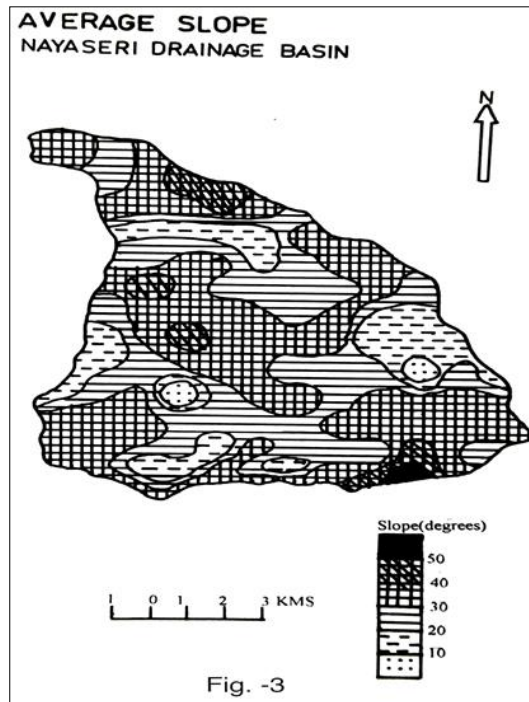 AVERAGE SLOPE
NAYASERI DRAINAGE BASIN
N
Slope(degrees)
50
40
30
20
10
1 0 1 2 3 KMS
Fig. -3